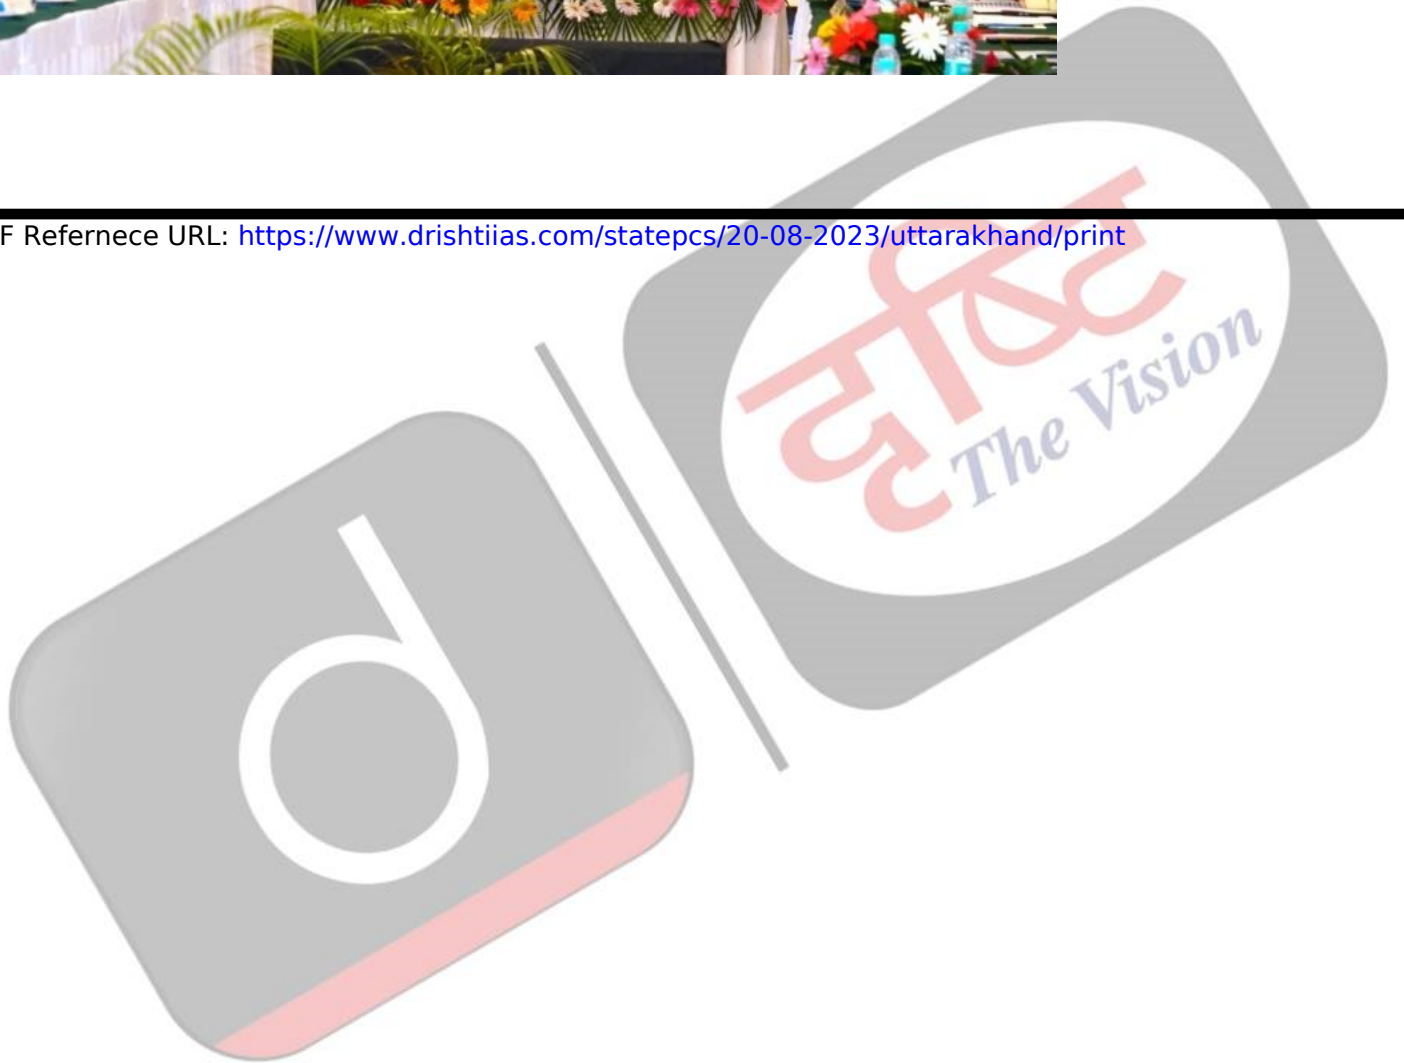 F Refernece URL: https://www.drishtiias.com/statepcs/20-08-2023/uttarakhand/print
दृष्टि
The Vision
d